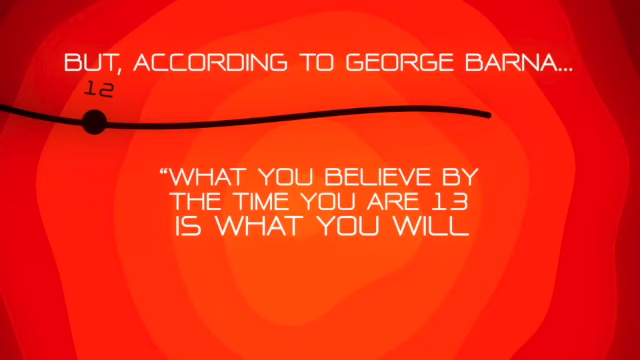 BUT, ACCORDING TO GEORGE BARNA...
12
“WHAT YOU BELIEVE BY
THE TIME YOU ARE 13
IS WHAT YOU WILL